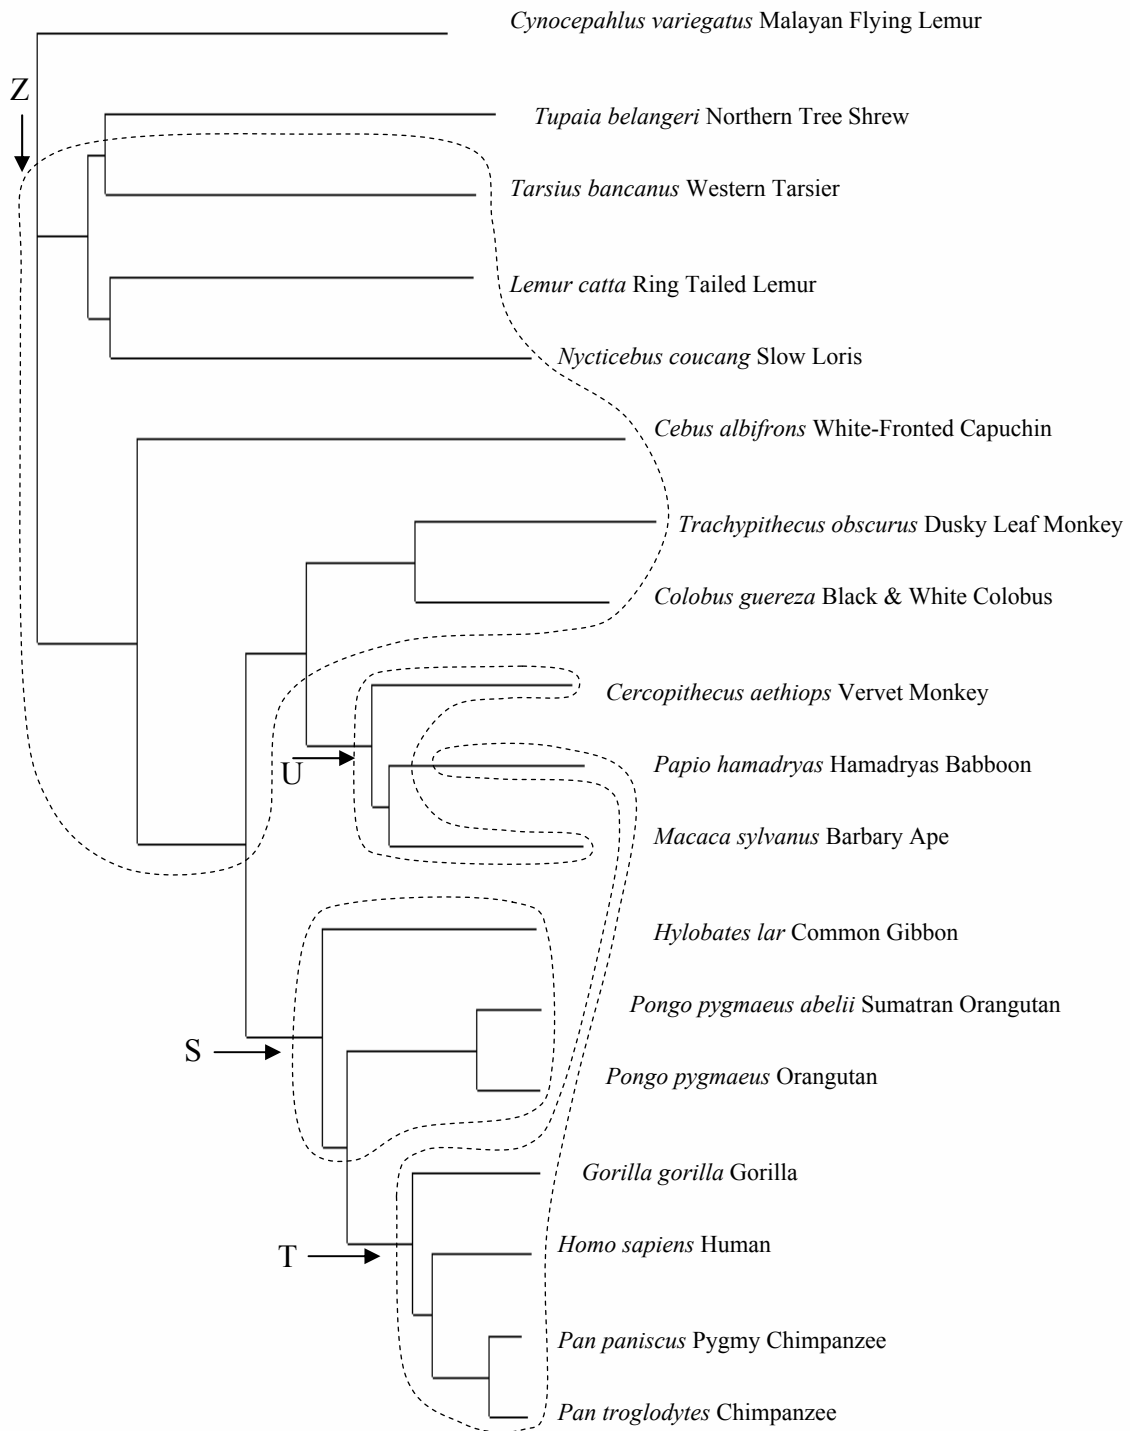 Cynocepahlus variegatus Malayan Flying Lemur
Z
Tupaia belangeri Northern Tree Shrew
Tarsius bancanus Western Tarsier
Lemur catta Ring Tailed Lemur
Nycticebus coucang Slow Loris
Cebus albifrons White-Fronted Capuchin
Trachypithecus obscurus Dusky Leaf Monkey
Colobus guereza Black & White Colobus
Cercopithecus aethiops Vervet Monkey
U
Papio hamadryas Hamadryas Babboon
Macaca sylvanus Barbary Ape
Hylobates lar Common Gibbon
Pongo pygmaeus abelii Sumatran Orangutan
S
Pongo pygmaeus Orangutan
Gorilla gorilla Gorilla
Homo sapiens Human
T
Pan paniscus Pygmy Chimpanzee
Pan troglodytes Chimpanzee